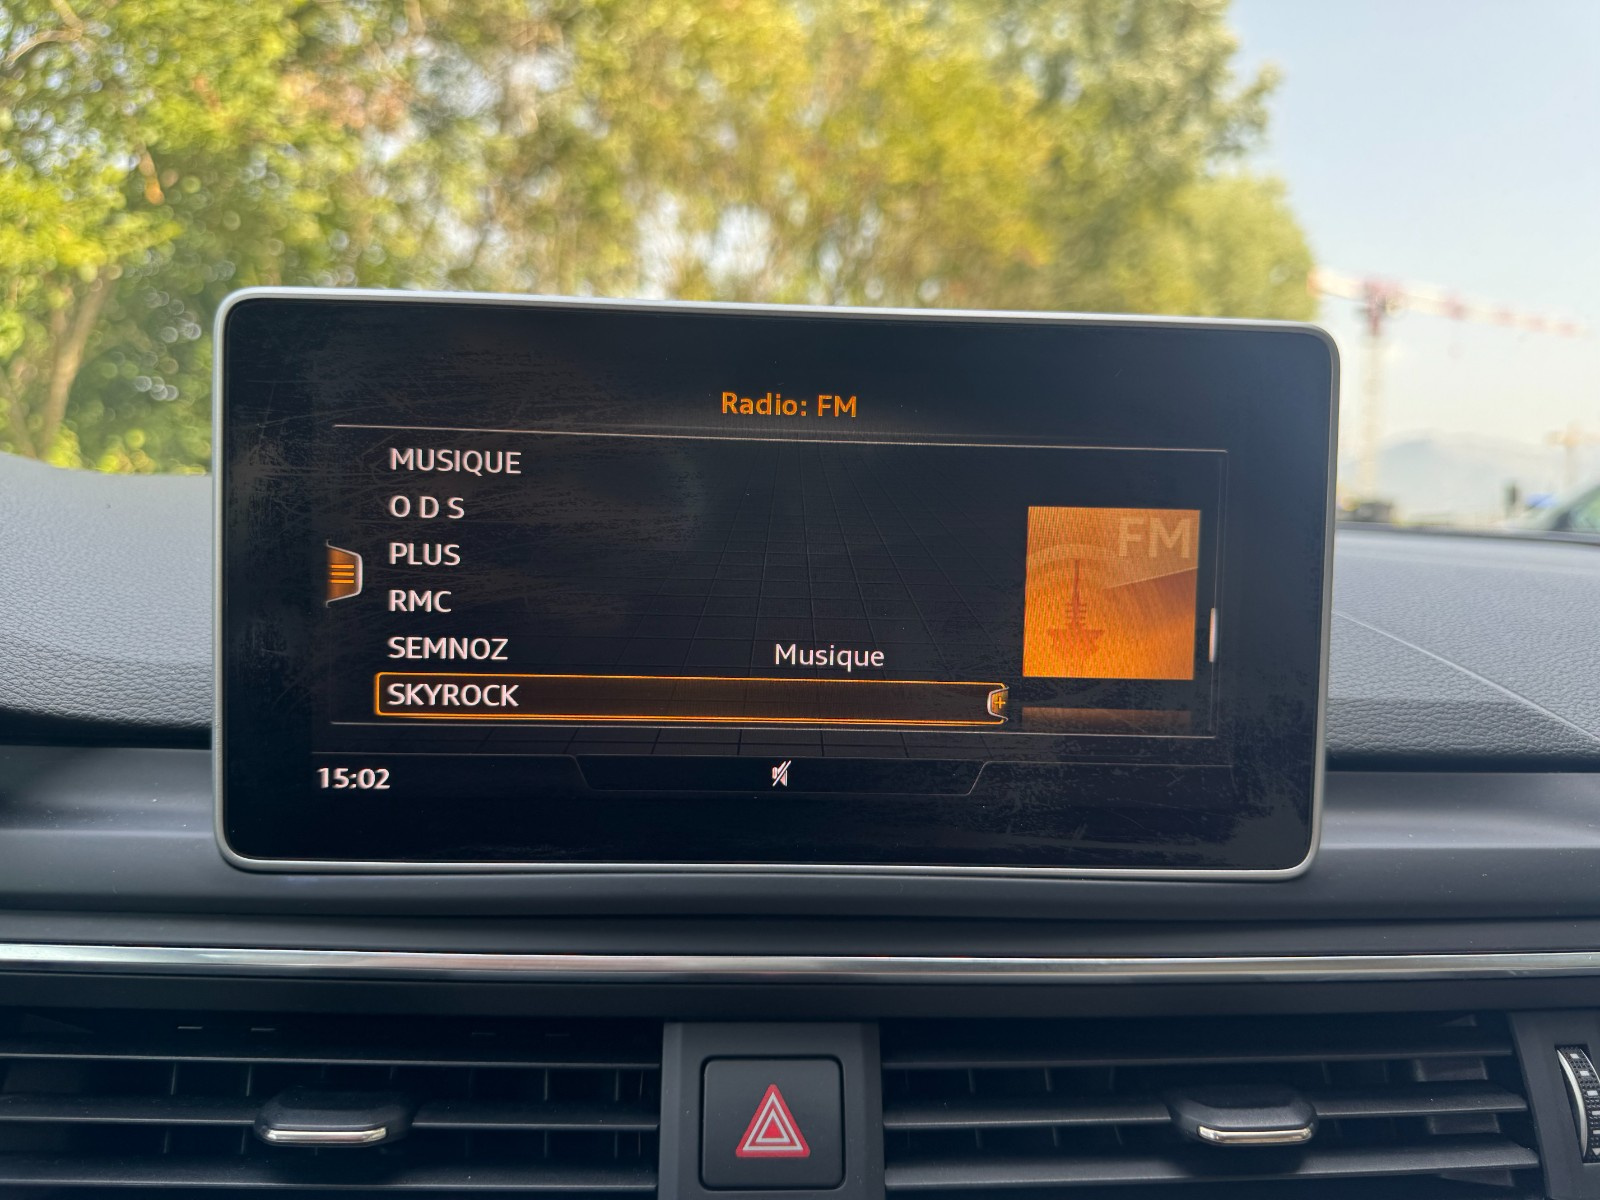 Radio: FM
MUSIQUE
O D S
PLUS
RMC
SEMNOZ Musique
SKYROCK
FM
15:02